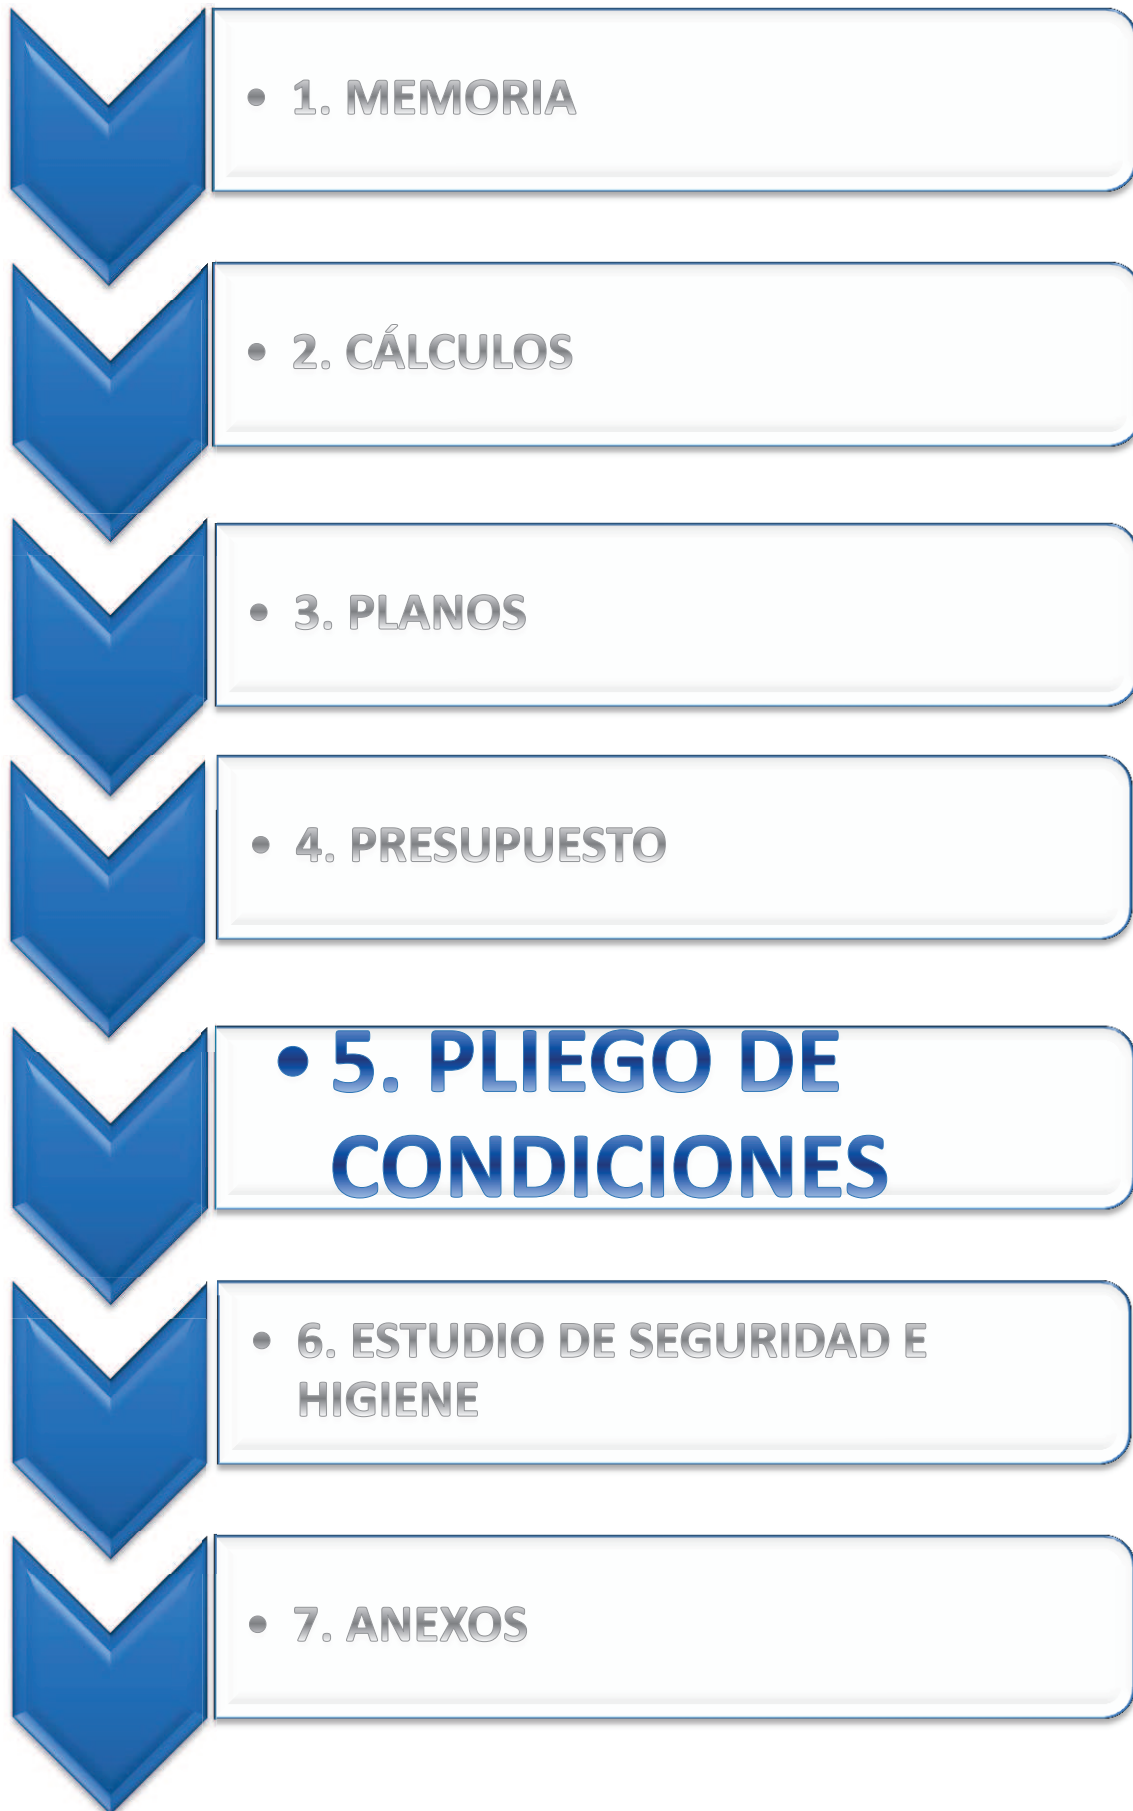 • 1. MEMORIA
• 2. CÁLCULOS
• 3. PLANOS
• 4. PRESUPUESTO
• 5. PLIEGO DE
CONDICIONES
• 6. ESTUDIO DE SEGURIDAD E
HIGIENE
• 7. ANEXOS